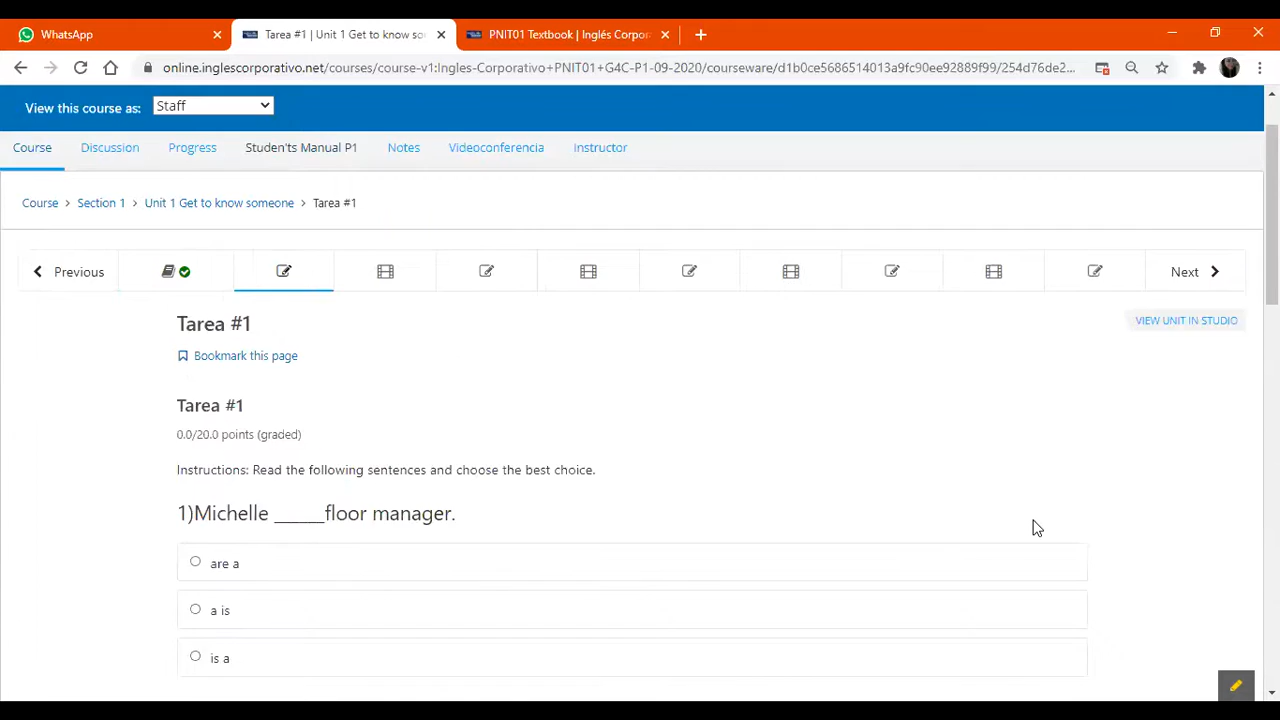 WhatsApp
Tarea #1 | Unit 1 Get to know so
PNIT01 Textbook | Inglés Corpor
online.inglescorporativo.net/courses/course-v1:Ingles-Corporativo+PNIT01+G4C-P1-09-2020/courseware/d1b0ce5686514013a9fc90ee92889f99/254d76de2...
View this course as: Staff
Course Discussion Progress Studen'ts Manual P1 Notes Videoconferencia Instructor
Course > Section 1 > Unit 1 Get to know someone > Tarea #1
Previous
Next
Tarea #1
VIEW UNIT IN STUDIO
Bookmark this page
Tarea #1
0.0/20.0 points (graded)
Instructions: Read the following sentences and choose the best choice.
1)Michelle _____floor manager.
are a
a is
is a